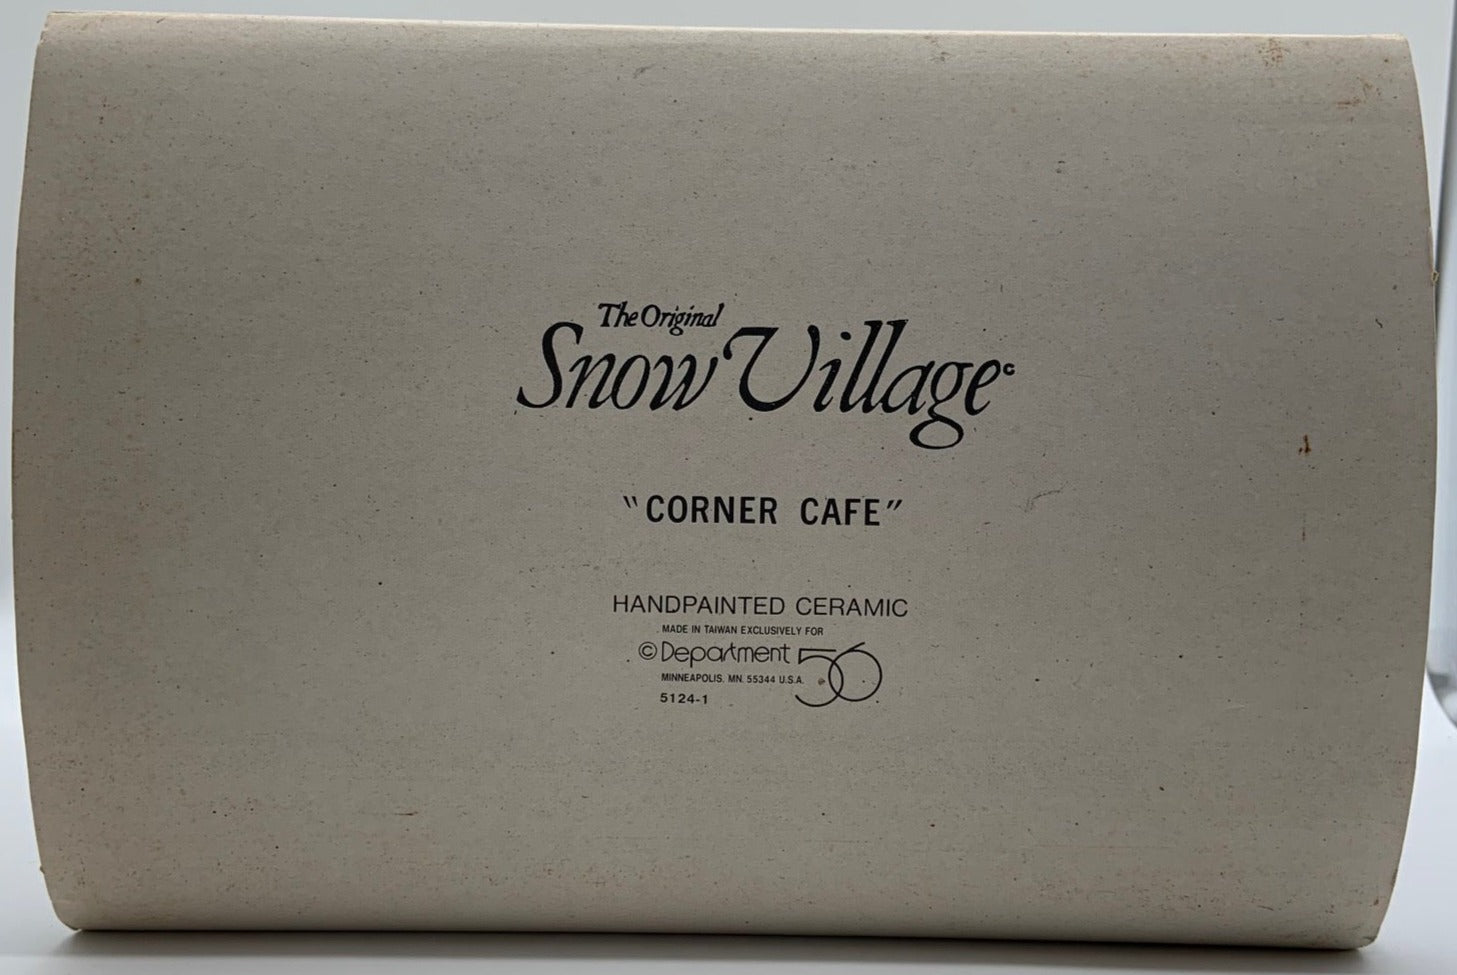 The Original
Snow Village©
"CORNER CAFE"
HANDPAINTED CERAMIC
MADE IN TAIWAN EXCLUSIVELY FOR
© Department 56
MINNEAPOLIS. MN. 55344 U.S.A.
5124-1